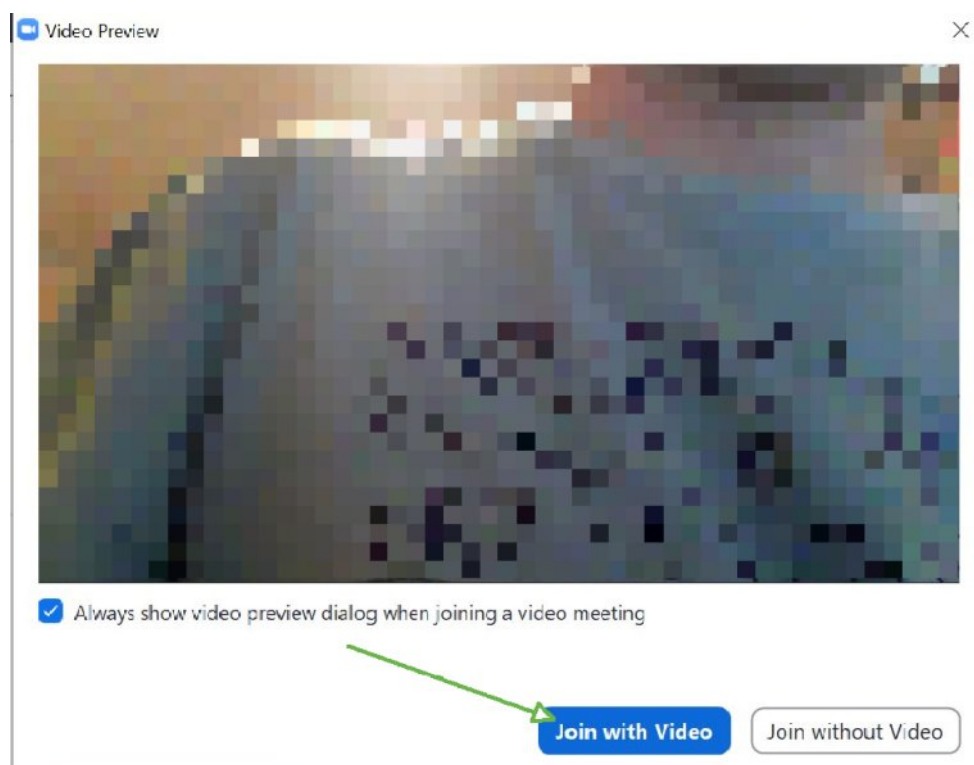 Video Preview
Always show video preview dialog when joining a video meeting
Join with Video
Join without Video